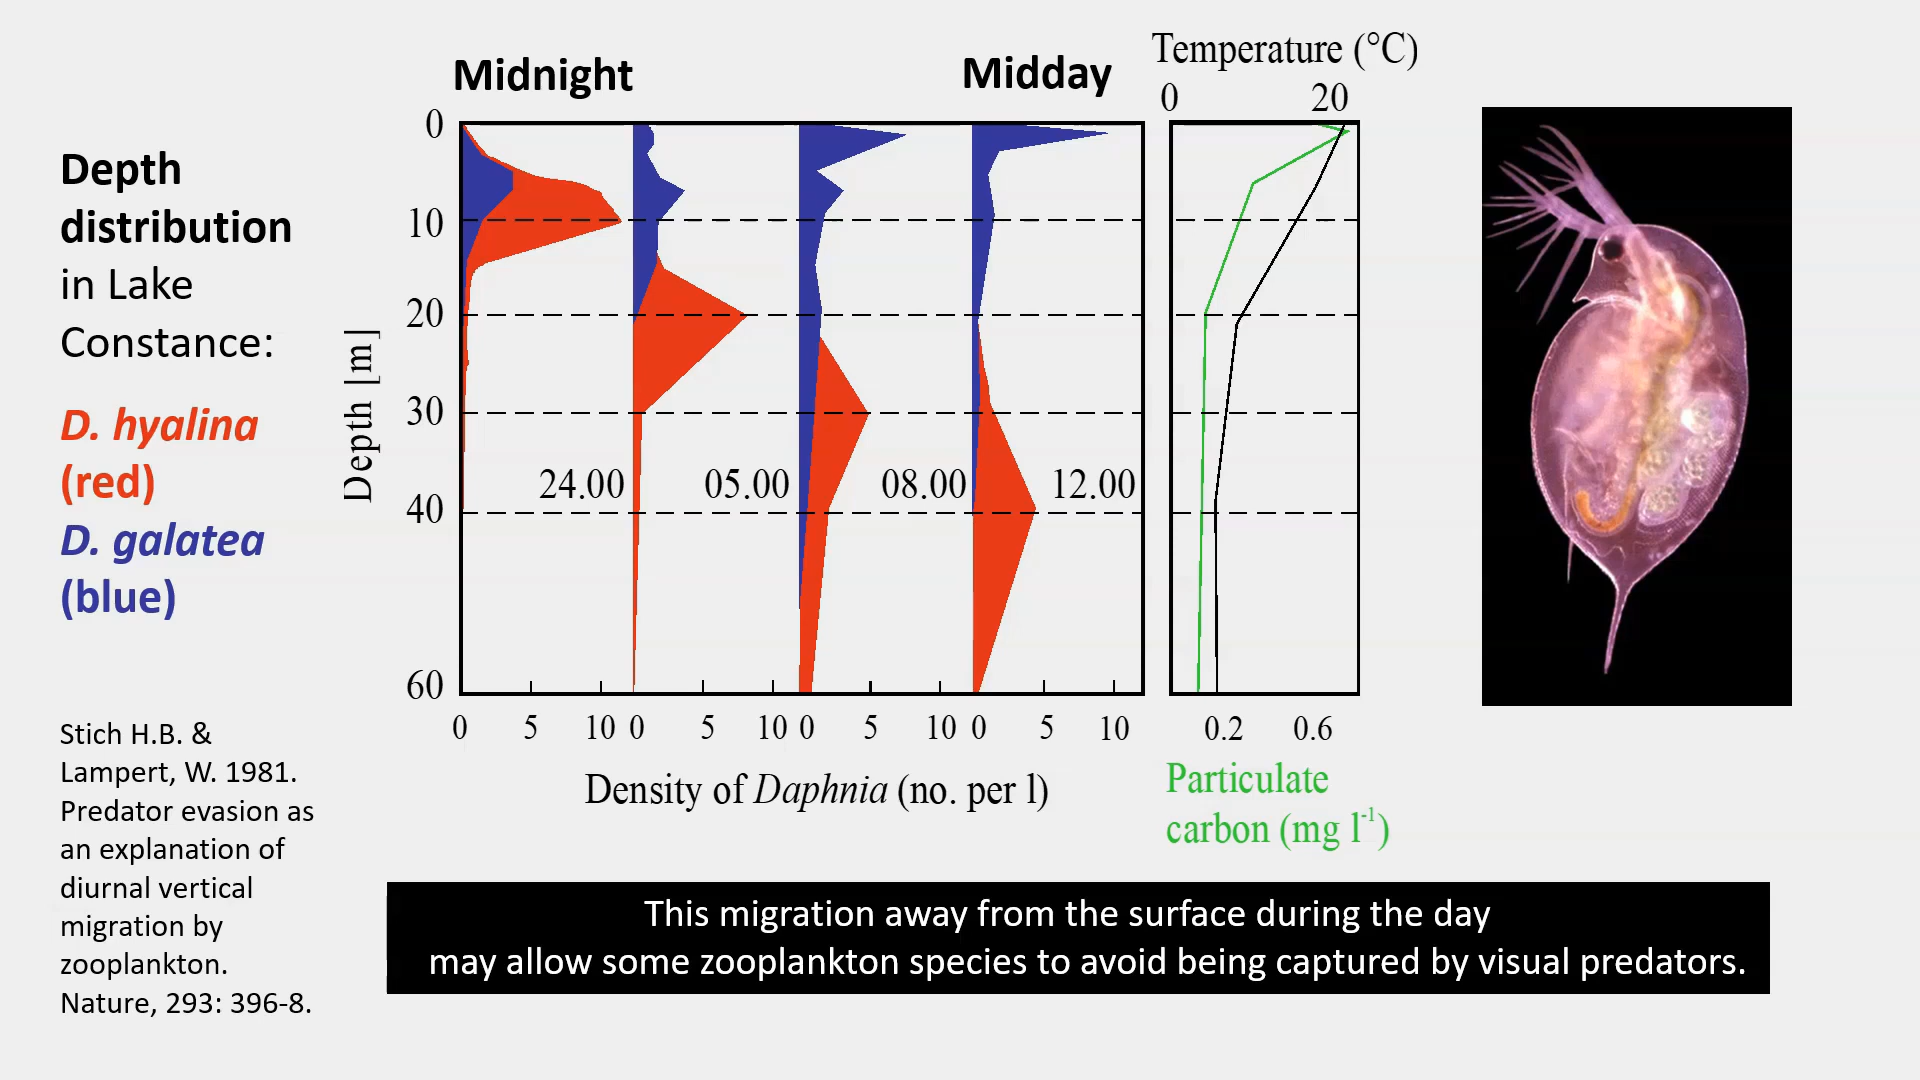 Midnight
Midday
Temperature (°C)
0 20
Depth
distribution
in Lake
Constance:
D. hyalina
(red)
D. galatea
(blue)
Stich H.B. &
Lampert, W. 1981.
Predator evasion as
an explanation of
diurnal vertical
migration by
zooplankton.
Nature, 293: 396-8.
Depth [m]
0
10
20
30
40
60
24.00 05.00 08.00 12.00
0 5 10 0 5 10 0 5 10 0 5 10
Density of Daphnia (no. per l)
0.2 0.6
Particulate
carbon (mg l⁻¹)
This migration away from the surface during the day
may allow some zooplankton species to avoid being captured by visual predators.